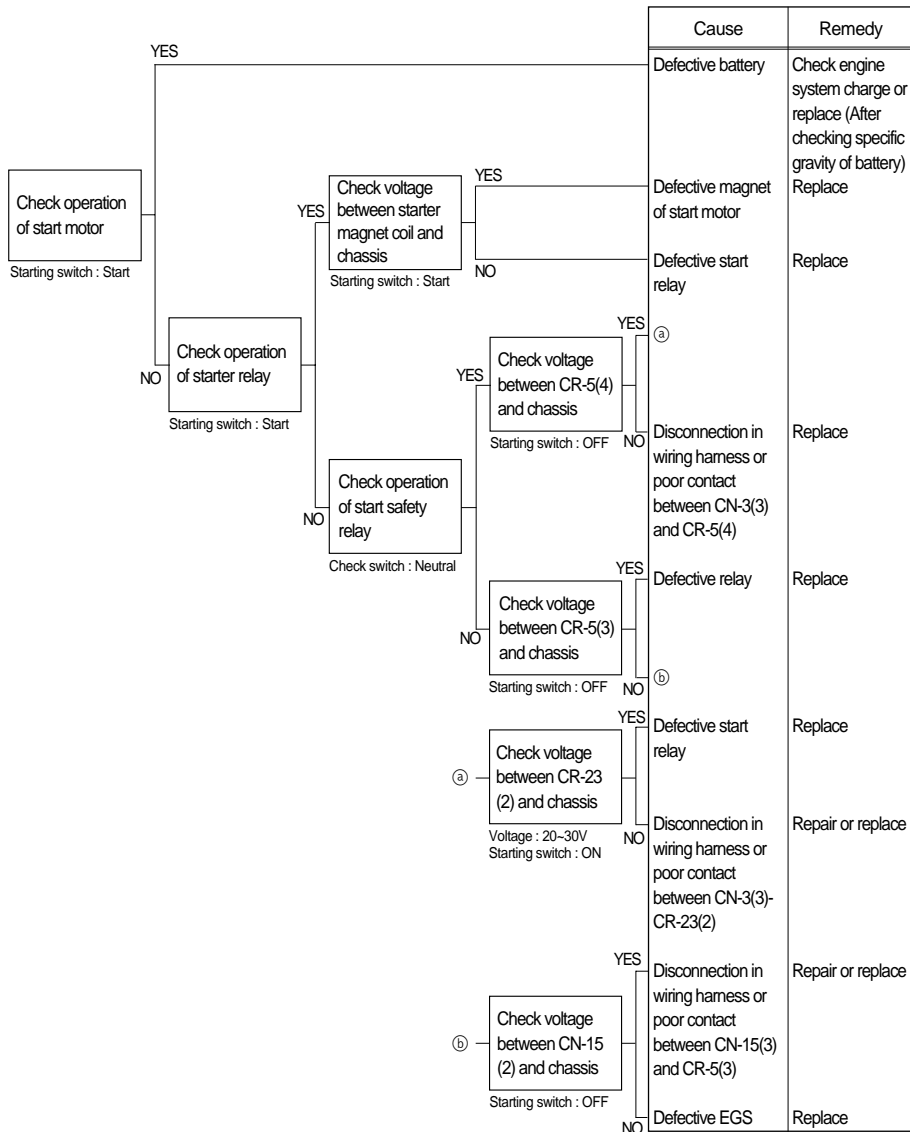 Cause
Remedy
YES
Defective battery
Check engine
system charge or
replace (After
checking specific
gravity of battery)
Check operation
of start motor
Starting switch : Start
YES
Check voltage
between starter
magnet coil and
chassis
Starting switch : Start
YES
Defective magnet
of start motor
Replace
NO
Defective start
relay
Replace
NO
Check operation
of starter relay
Starting switch : Start
YES
Check voltage
between CR-5(4)
and chassis
Starting switch : OFF
YES
ⓐ
NO
Disconnection in
wiring harness or
poor contact
between CN-3(3)
and CR-5(4)
Replace
NO
Check operation
of start safety
relay
Check switch : Neutral
NO
Check voltage
between CR-5(3)
and chassis
Starting switch : OFF
YES
Defective relay
Replace
NO
ⓑ
ⓐ
Check voltage
between CR-23
(2) and chassis
Voltage : 20~30V
Starting switch : ON
YES
Defective start
relay
Replace
NO
Disconnection in
wiring harness or
poor contact
between CN-3(3)-
CR-23(2)
Repair or replace
ⓑ
Check voltage
between CN-15
(2) and chassis
Starting switch : OFF
YES
Disconnection in
wiring harness or
poor contact
between CN-15(3)
and CR-5(3)
Repair or replace
NO
Defective EGS
Replace